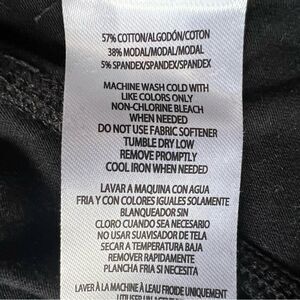 57% COTTON/ALGODÓN/COTON
38% MODAL/MODAL/MODAL
5% SPANDEX/SPANDEX/SPANDEX
MACHINE WASH COLD WITH
LIKE COLORS ONLY
NON-CHLORINE BLEACH
WHEN NEEDED
DO NOT USE FABRIC SOFTENER
TUMBLE DRY LOW
REMOVE PROMPTLY
COOL IRON WHEN NEEDED
LAVAR A MAQUINA CON AGUA
FRIA Y CON COLORES IGUALES SOLAMENTE
BLANQUEADOR SIN
CLORO CUANDO SEA NECESARIO
NO USAR SUAVISADOR DE TELA
SECAR A TEMPERATURA BAJA
REMOVER RAPIDAMENTE
PLANCHA FRIA SI NECESITA
LAVER À LA MACHINE À L'EAU FROIDE UNIQUEMENT